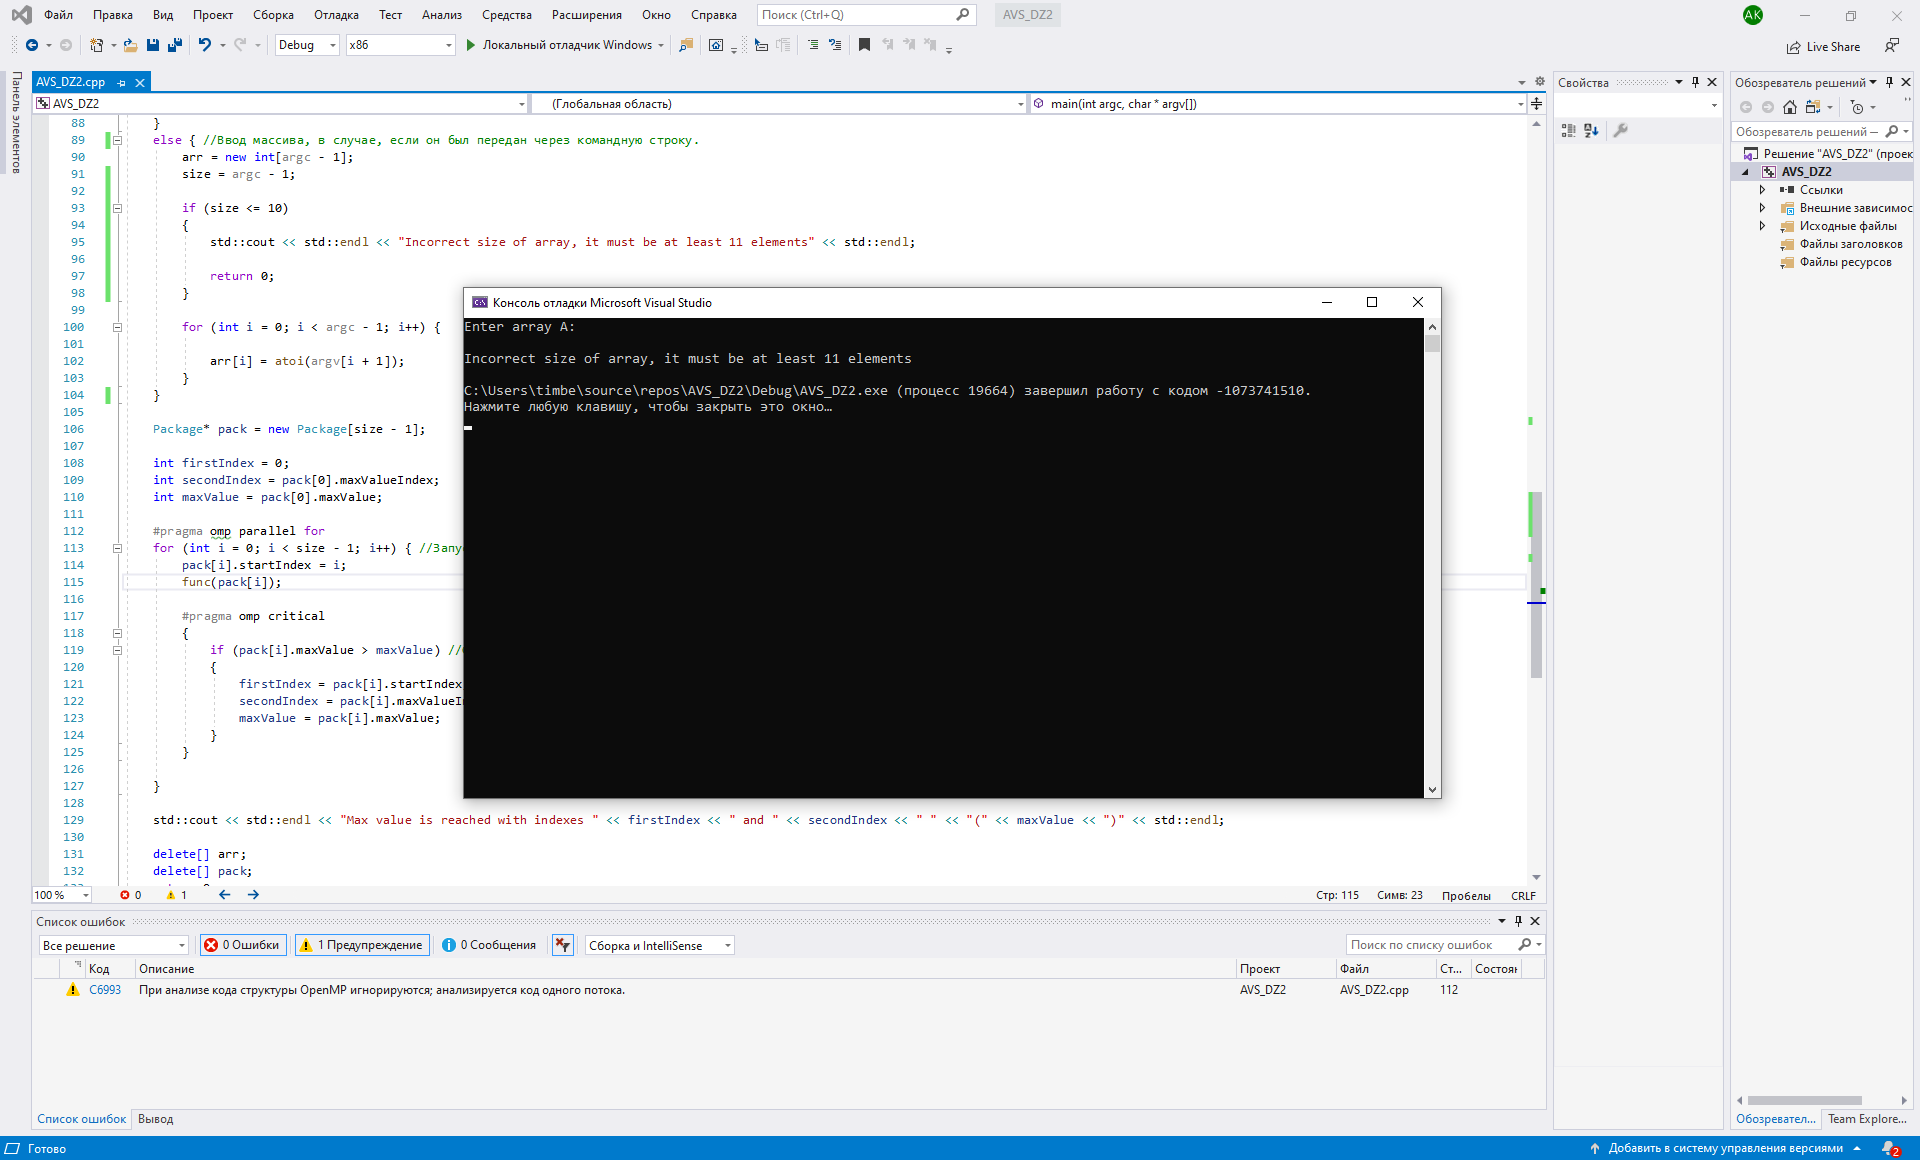 Файл Правка Вид Проект Сборка Отладка Тест Анализ Средства Расширения Окно Справка Поиск (Ctrl+Q) AVS_DZ2 AK
Debug x86 Локальный отладчик Windows Live Share
Панель элементов
AVS_DZ2.cpp
AVS_DZ2 (Глобальная область) main(int argc, char * argv[])
88 }
89 else { //Ввод массива, в случае, если он был передан через командную строку.
90 arr = new int[argc - 1];
91 size = argc - 1;
92
93 if (size <= 10)
94 {
95 std::cout << std::endl << "Incorrect size of array, it must be at least 11 elements" << std::endl;
96
97 return 0;
98 }
99
100 for (int i = 0; i < argc - 1; i++) {
101
102 arr[i] = atoi(argv[i + 1]);
103 }
104 }
105
106 Package* pack = new Package[size - 1];
107
108 int firstIndex = 0;
109 int secondIndex = pack[0].maxValueIndex;
110 int maxValue = pack[0].maxValue;
111
112 #pragma omp parallel for
113 for (int i = 0; i < size - 1; i++) { //Запу
114 pack[i].startIndex = i;
115 func(pack[i]);
116
117 #pragma omp critical
118 {
119 if (pack[i].maxValue > maxValue) //
120 {
121 firstIndex = pack[i].startIndex
122 secondIndex = pack[i].maxValueI
123 maxValue = pack[i].maxValue;
124 }
125 }
126
127 }
128
129 std::cout << std::endl << "Max value is reached with indexes " << firstIndex << " and " << secondIndex << " " << "(" << maxValue << ")" << std::endl;
130
131 delete[] arr;
132 delete[] pack;
Консоль отладки Microsoft Visual Studio
Enter array A:
Incorrect size of array, it must be at least 11 elements
C:\Users\timbe\source\repos\AVS_DZ2\Debug\AVS_DZ2.exe (процесс 19664) завершил работу с кодом -1073741510.
Нажмите любую клавишу, чтобы закрыть это окно…
100 % 0 1 Стр: 115 Симв: 23 Пробелы CRLF
Список ошибок
Все решение 0 Ошибки 1 Предупреждение 0 Сообщения Сборка и IntelliSense Поиск по списку ошибок
Код Описание Проект Файл Ст... Состоян
C6993 При анализе кода структуры OpenMP игнорируются; анализируется код одного потока. AVS_DZ2 AVS_DZ2.cpp 112
Список ошибок Вывод
Свойства
Обозреватель решений
Обозреватель решений —
Решение "AVS_DZ2" (проек
AVS_DZ2
Ссылки
Внешние зависимос
Исходные файлы
Файлы заголовков
Файлы ресурсов
Обозревател... Team Explore...
Готово Добавить в систему управления версиями 2